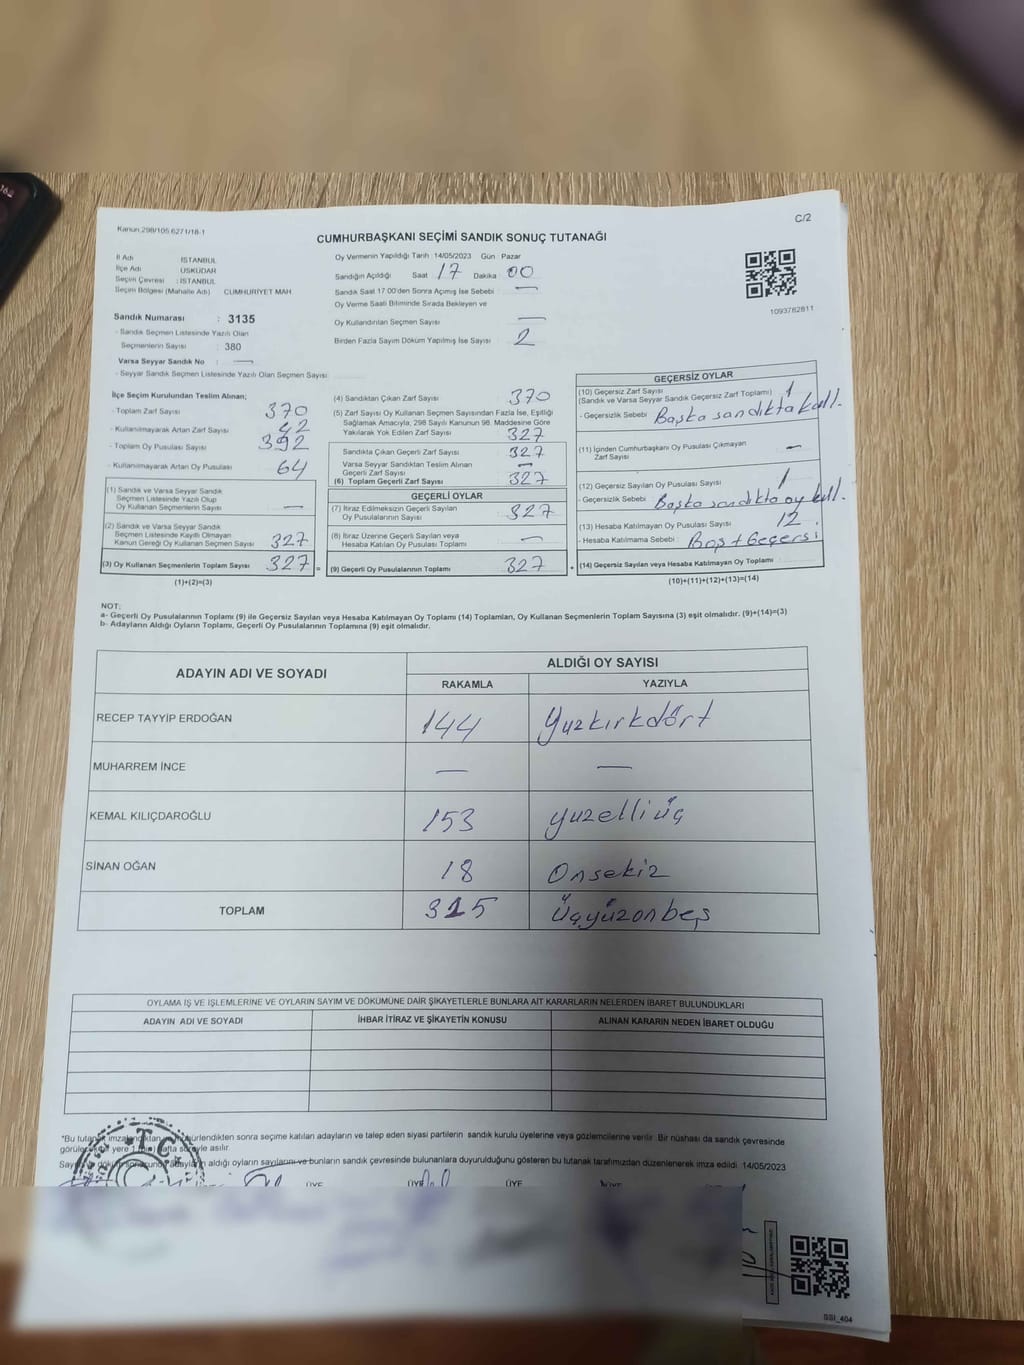 C/2
Kanun:298/105.6271/18-1
CUMHURBAŞKANI SEÇİMİ SANDIK SONUÇ TUTANAĞI
İl Adı İSTANBUL
İlçe Adı ÜSKÜDAR
Seçim Çevresi : İSTANBUL
Seçim Bölgesi (Mahalle Adı) CUMHURİYET MAH
Sandık Numarası : 3135
- Sandık Seçmen Listesinde Yazılı Olan
Seçmenlerin Sayısı : 380
Varsa Seyyar Sandık No : —
- Seyyar Sandık Seçmen Listesinde Yazılı Olan Seçmen Sayısı
Oy Vermenin Yapıldığı Tarih :14/05/2023 Gün Pazar
Sandığın Açıldığı Saat 17 Dakika 00
Sandık Saat 17:00'den Sonra Açılmış İse Sebebi : —
Oy Verme Saati Bitiminde Sırada Bekleyen ve
Oy Kullandırılan Seçmen Sayısı —
Birden Fazla Sayım Döküm Yapılmış İse Sayısı 2
1093782811
İlçe Seçim Kurulundan Teslim Alınan;
- Toplam Zarf Sayısı 370
- Kullanılmayarak Artan Zarf Sayısı 42
- Toplam Oy Pusulası Sayısı 392
- Kullanılmayarak Artan Oy Pusulası 64
(1) Sandık ve Varsa Seyyar Sandık
Seçmen Listesinde Yazılı Olup
Oy Kullanan Seçmenlerin Sayısı —
(2) Sandık ve Varsa Seyyar Sandık
Seçmen Listesinde Kayıtlı Olmayan
Kanun Gereği Oy Kullanan Seçmen Sayısı 327
(3) Oy Kullanan Seçmenlerin Toplam Sayısı 327 =
(1)+(2)=(3)
(4) Sandıktan Çıkan Zarf Sayısı 370
(5) Zarf Sayısı Oy Kullanan Seçmen Sayısından Fazla İse, Eşitliği
Sağlamak Amacıyla, 298 Sayılı Kanunun 98. Maddesine Göre
Yakılarak Yok Edilen Zarf Sayısı 327
Sandıkta Çıkan Geçerli Zarf Sayısı 327
Varsa Seyyar Sandıktan Teslim Alınan
Geçerli Zarf Sayısı —
(6) Toplam Geçerli Zarf Sayısı 327
GEÇERLİ OYLAR
(7) İtiraz Edilmeksizin Geçerli Sayılan
Oy Pusulalarının Sayısı 327
(8) İtiraz Üzerine Geçerli Sayılan veya
Hesaba Katılan Oy Pusulası Toplamı —
(9) Geçerli Oy Pusulalarının Toplamı 327 +
GEÇERSİZ OYLAR
(10) Geçersiz Zarf Sayısı 1
(Sandık ve Varsa Seyyar Sandık Geçersiz Zarf Toplamı)
- Geçersizlik Sebebi Başka sandıkta kull.
(11) İçinden Cumhurbaşkanı Oy Pusulası Çıkmayan
Zarf Sayısı —
(12) Geçersiz Sayılan Oy Pusulası Sayısı 1
- Geçersizlik Sebebi Başka sandıkta oy kull.
(13) Hesaba Katılmayan Oy Pusulası Sayısı 12
- Hesaba Katılmama Sebebi : Boş + Geçersi
(14) Geçersiz Sayılan veya Hesaba Katılmayan Oy Toplamı
(10)+(11)+(12)+(13)=(14)
NOT:
a- Geçerli Oy Pusulalarının Toplamı (9) ile Geçersiz Sayılan veya Hesaba Katılmayan Oy Toplamı (14) Toplamları, Oy Kullanan Seçmenlerin Toplam Sayısına (3) eşit olmalıdır. (9)+(14)=(3)
b- Adayların Aldığı Oyların Toplamı, Geçerli Oy Pusulalarının Toplamına (9) eşit olmalıdır.
ADAYIN ADI VE SOYADI ALDIĞI OY SAYISI
RAKAMLA YAZIYLA
RECEP TAYYİP ERDOĞAN 144 Yüzkırkdört
MUHARREM İNCE — —
KEMAL KILIÇDAROĞLU 153 yüzelliüç
SİNAN OĞAN 18 Onsekiz
TOPLAM 315 üçyüzonbeş
OYLAMA İŞ VE İŞLEMLERİNE VE OYLARIN SAYIM VE DÖKÜMÜNE DAİR ŞİKAYETLERLE BUNLARA AİT KARARLARIN NELERDEN İBARET BULUNDUKLARI
ADAYIN ADI VE SOYADI İHBAR İTİRAZ VE ŞİKAYETİN KONUSU ALINAN KARARIN NEDEN İBARET OLDUĞU
*Bu tutanak imzalandıktan mühürlendikten sonra seçime katılan adayların ve talep eden siyasi partilerin sandık kurulu üyelerine veya gözlemcilerine verilir. Bir nüshası da sandık çevresinde
yere 1 hafta süreyle asılır.
Sayım ve döküm sonucunda adayların aldığı oyların sayılarını ve bunların sandık çevresinde bulunanlara duyurulduğunu gösteren bu tutanak tarafımızdan düzenlenerek imza edildi. 14/05/2023
ÜYE ÜYE ÜYE ÜYE
T.C.
SSI_404